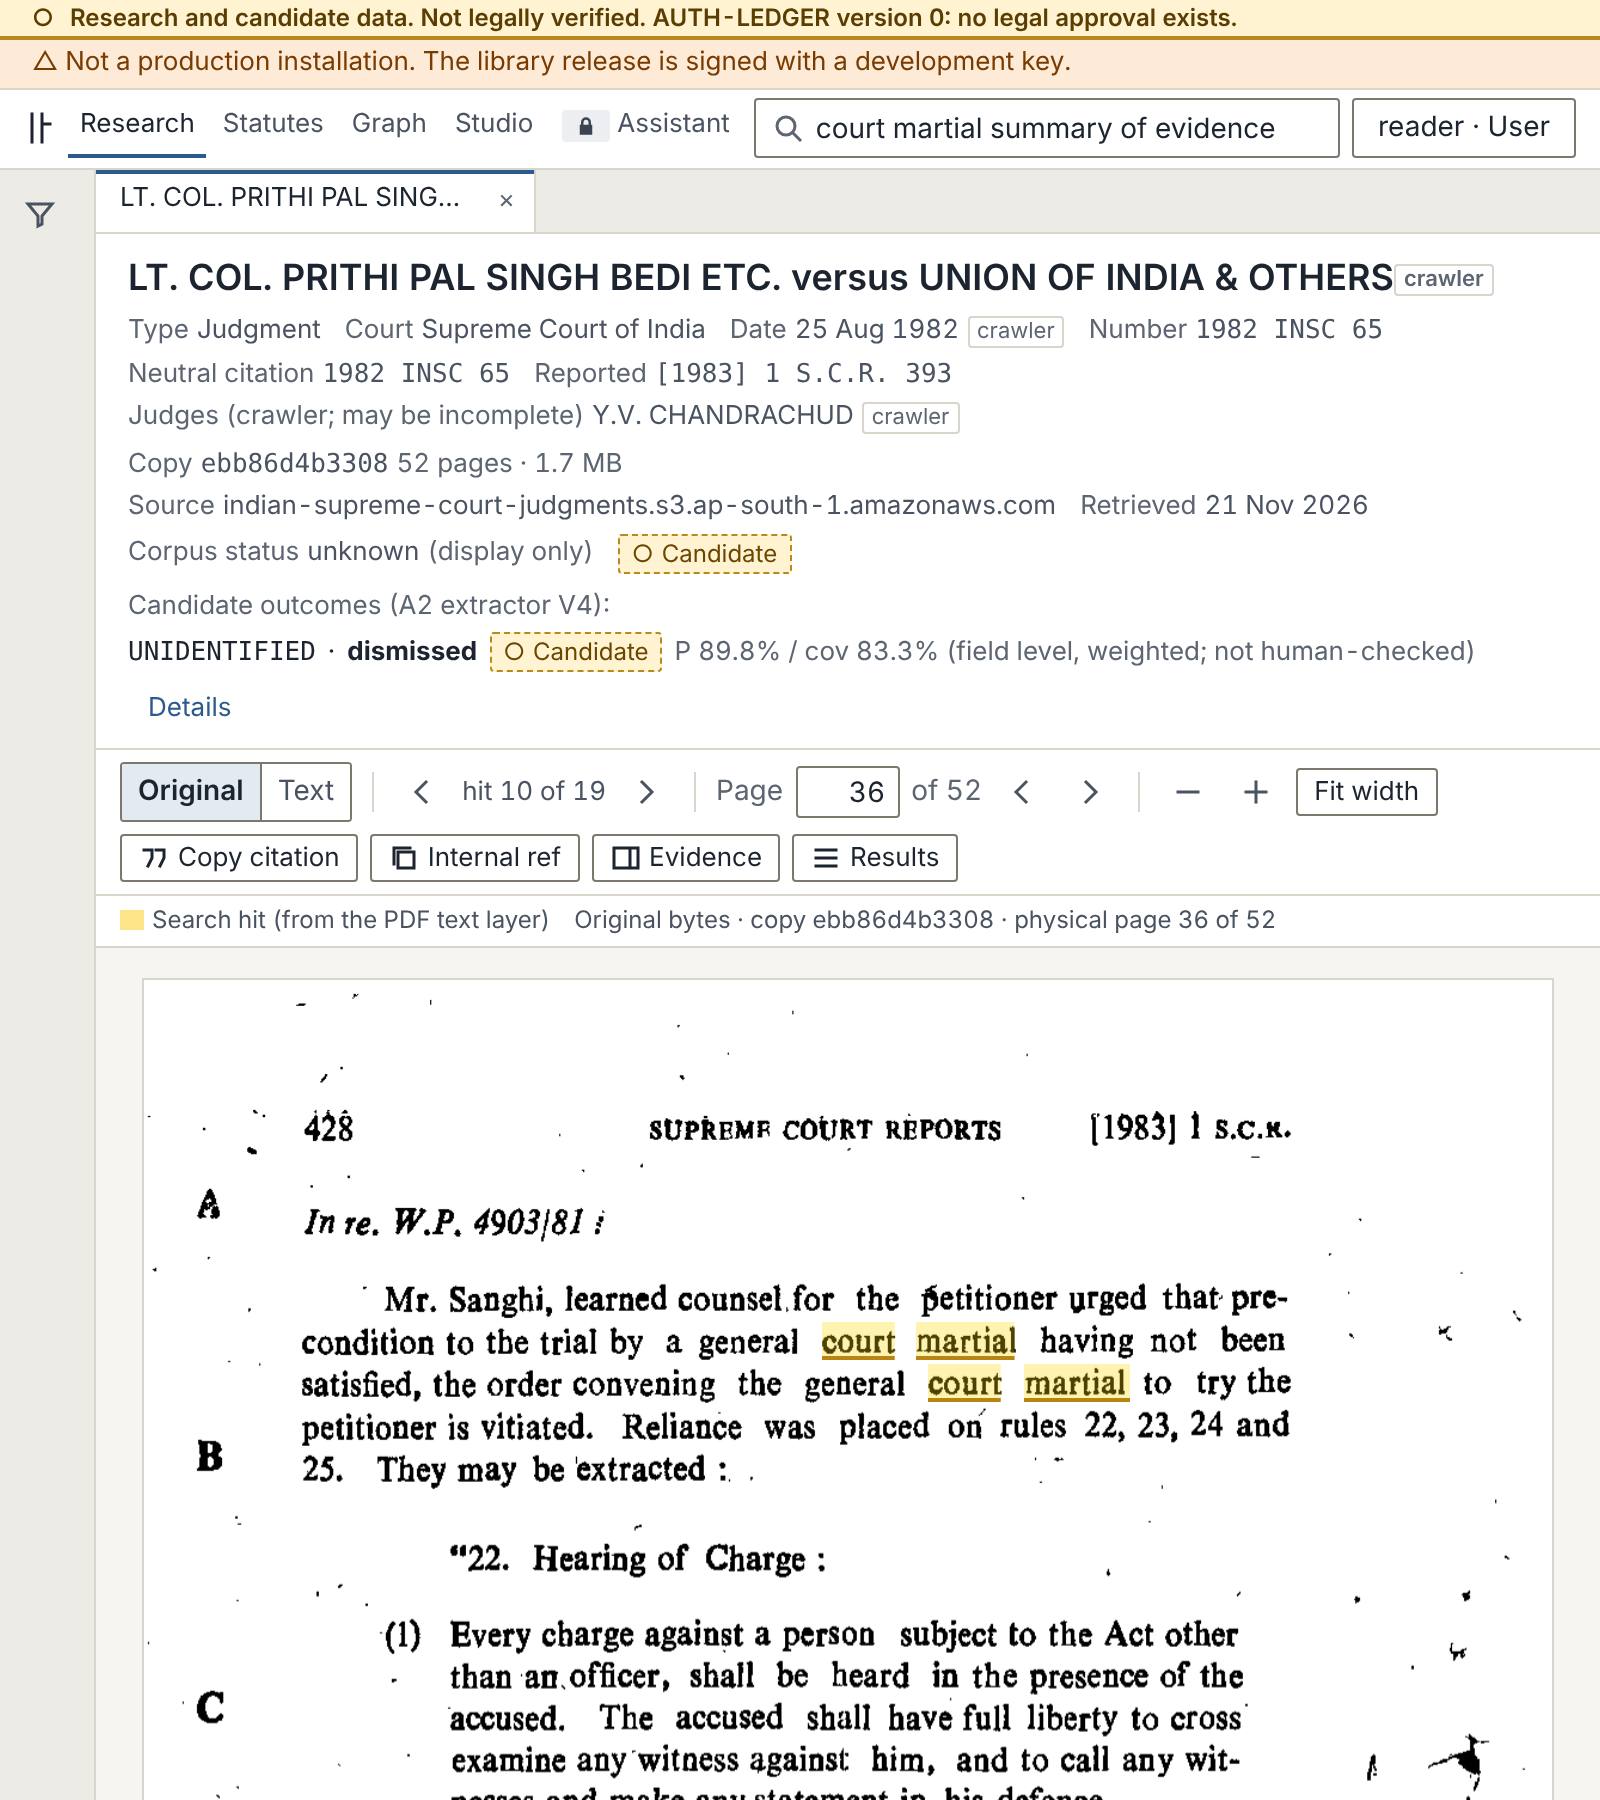 Research and candidate data. Not legally verified. AUTH-LEDGER version 0: no legal approval exists.
Not a production installation. The library release is signed with a development key.
Research Statutes Graph Studio Assistant court martial summary of evidence reader · User
LT. COL. PRITHI PAL SING... ×
LT. COL. PRITHI PAL SINGH BEDI ETC. versus UNION OF INDIA & OTHERS crawler
Type Judgment Court Supreme Court of India Date 25 Aug 1982 crawler Number 1982 INSC 65
Neutral citation 1982 INSC 65 Reported [1983] 1 S.C.R. 393
Judges (crawler; may be incomplete) Y.V. CHANDRACHUD crawler
Copy ebb86d4b3308 52 pages · 1.7 MB
Source indian-supreme-court-judgments.s3.ap-south-1.amazonaws.com Retrieved 21 Nov 2026
Corpus status unknown (display only) Candidate
Candidate outcomes (A2 extractor V4):
UNIDENTIFIED · dismissed Candidate P 89.8% / cov 83.3% (field level, weighted; not human-checked)
Details
Original Text hit 10 of 19 Page 36 of 52 Fit width
Copy citation Internal ref Evidence Results
Search hit (from the PDF text layer) Original bytes · copy ebb86d4b3308 · physical page 36 of 52
428 SUPREME COURT REPORTS [1983] 1 S.C.R.
A
In re. W.P. 4903/81 :
Mr. Sanghi, learned counsel for the petitioner urged that pre-
condition to the trial by a general court martial having not been
satisfied, the order convening the general court martial to try the
petitioner is vitiated. Reliance was placed on rules 22, 23, 24 and
B
25. They may be extracted :
“22. Hearing of Charge :
(1) Every charge against a person subject to the Act other
than an officer, shall be heard in the presence of the
C
accused. The accused shall have full liberty to cross
examine any witness against him, and to call any wit-
nesses and make any statement in his defence